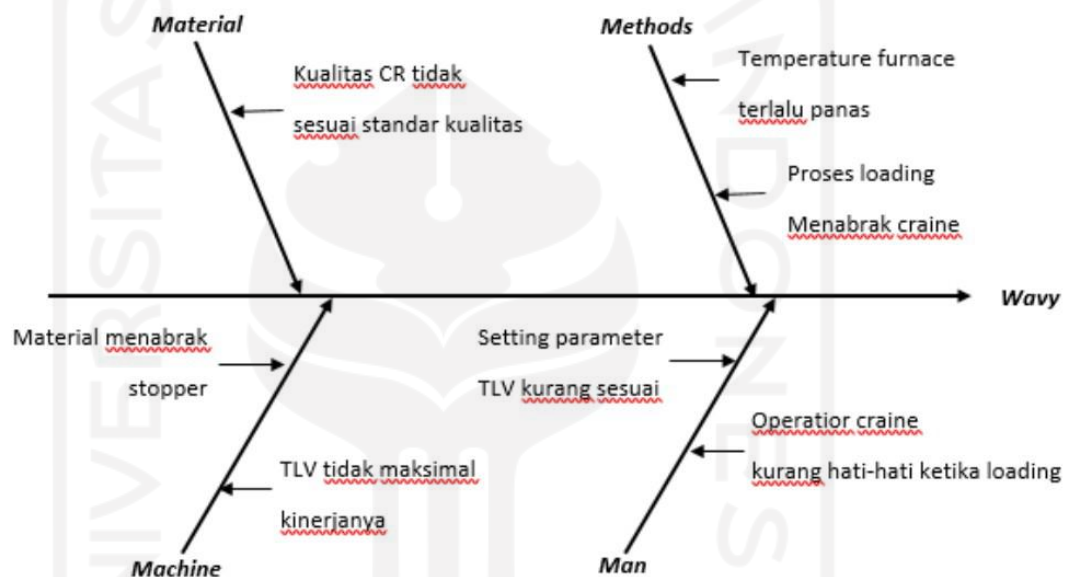 Material
Methods
Kualitas CR tidak
sesuai standar kualitas
Temperature furnace
terlalu panas
Proses loading
Menabrak craine
Wavy
Material menabrak
stopper
Setting parameter
TLV kurang sesuai
TLV tidak maksimal
kinerjanya
Operatior craine
kurang hati-hati ketika loading
Machine
Man
UNIVERSITAS
INDONES